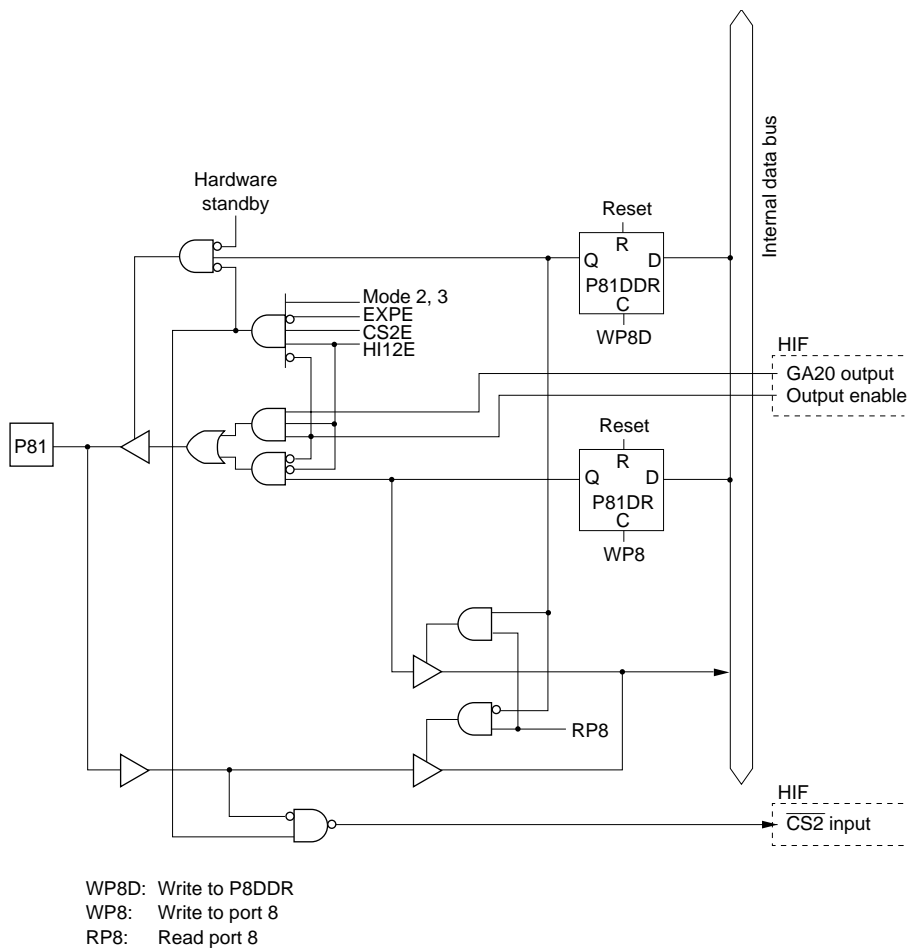 Hardware
standby
Reset
R
Q
D
P81DDR
C
WP8D
Internal data bus
Mode 2, 3
EXPE
CS2E
HI12E
HIF
GA20 output
Output enable
P81
Reset
R
Q
D
P81DR
C
WP8
RP8
HIF
CS2 input
WP8D: Write to P8DDR
WP8: Write to port 8
RP8: Read port 8